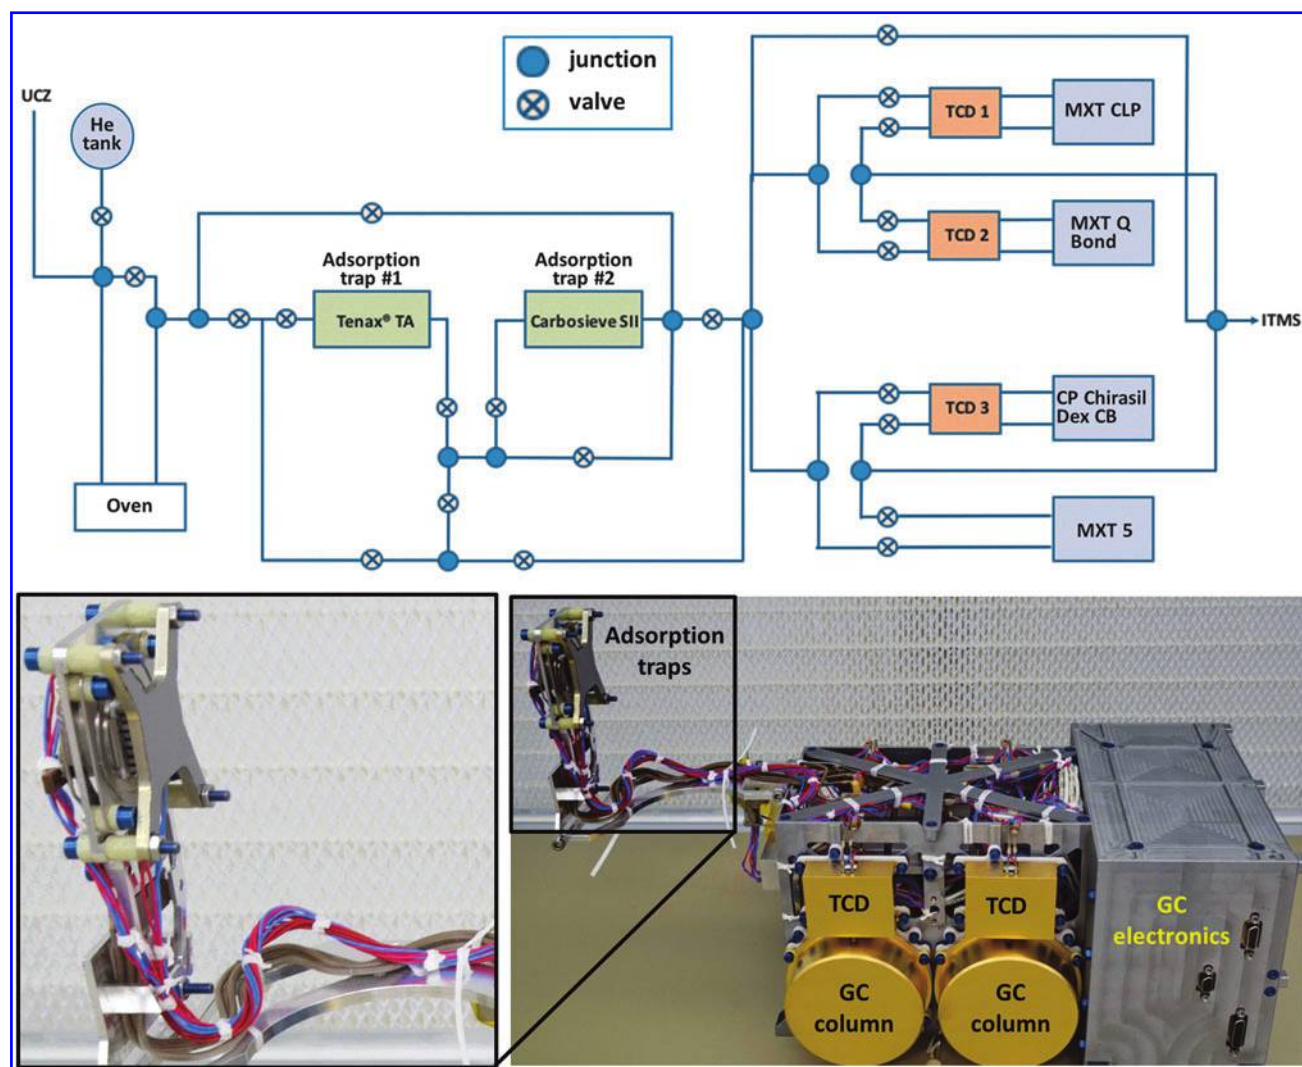 junction
valve
UCZ
He
tank
TCD 1
MXT CLP
TCD 2
MXT Q
Bond
Adsorption
trap #1
Adsorption
trap #2
Tenax® TA
Carbosieve SII
ITMS
TCD 3
CP Chirasil
Dex CB
Oven
MXT 5
Adsorption
traps
TCD
TCD
GC
electronics
GC
column
GC
column